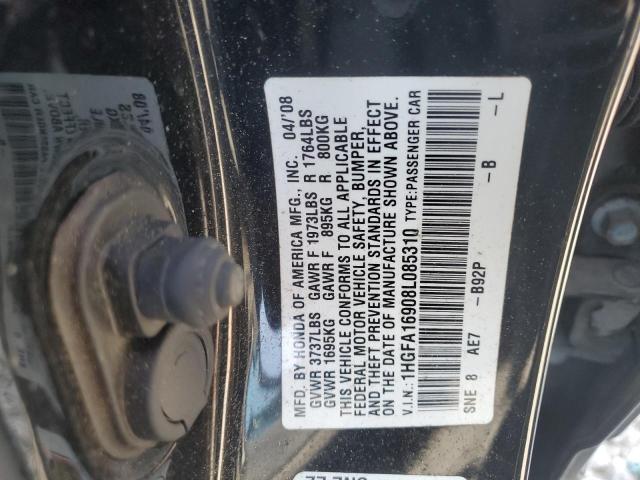 MFD. BY HONDA OF AMERICA MFG., INC. 04/'08
GVWR 3737LBS GAWR F 1973LBS R 1764LBS
GVWR 1695KG GAWR F 895KG R 800KG
THIS VEHICLE CONFORMS TO ALL APPLICABLE
FEDERAL MOTOR VEHICLE SAFETY, BUMPER,
AND THEFT PREVENTION STANDARDS IN EFFECT
ON THE DATE OF MANUFACTURE SHOWN ABOVE.
V.I.N.: 1HGFA16908L085310 TYPE: PASSENGER CAR
SNE 8 AE7 -B92P -B -L
04/'08